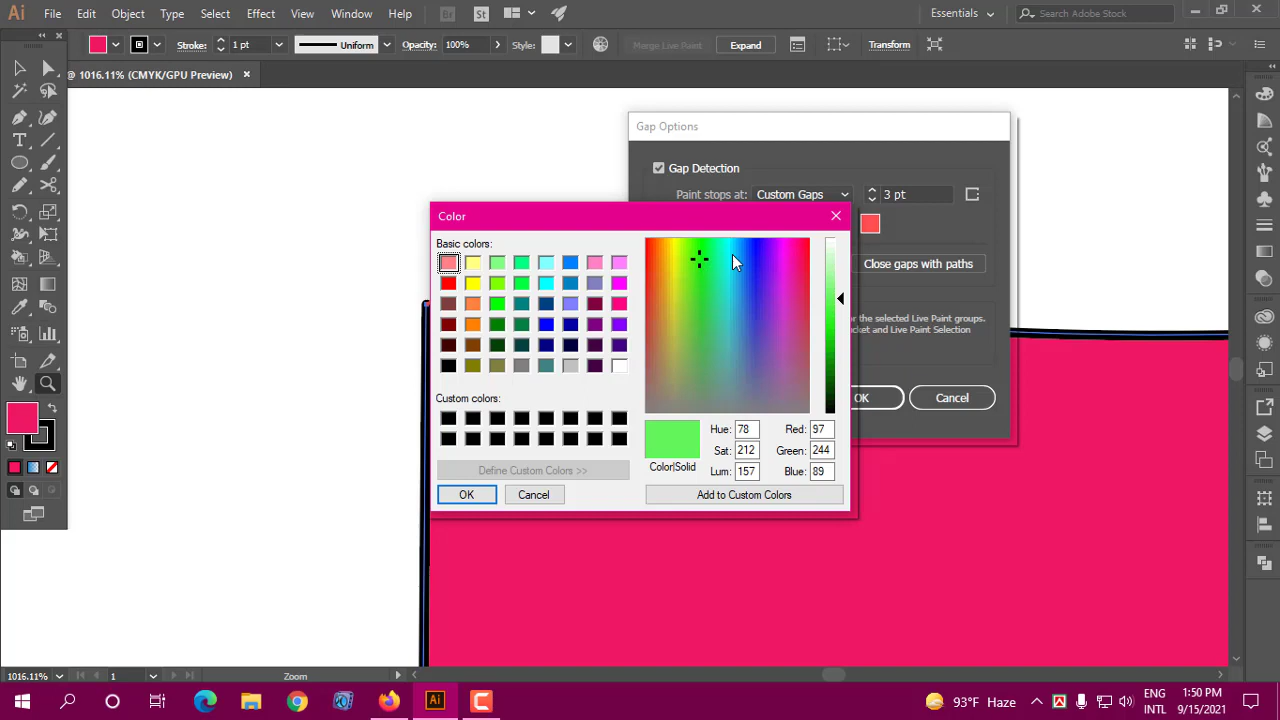 Ai File Edit Object Type Select Effect View Window Help Br St Essentials Search Adobe Stock
Stroke: 1 pt Uniform Opacity: 100% Style: Merge Live Paint Expand Transform
@ 1016.11% (CMYK/GPU Preview) ×
Gap Options
Gap Detection
Paint stops at: Custom Gaps 3 pt
Color
Basic colors:
Close gaps with paths
or the selected Live Paint groups.
cket and Live Paint Selection
Custom colors:
OK Cancel
Hue: 78 Red: 97
Sat: 212 Green: 244
Color|Solid Lum: 157 Blue: 89
Define Custom Colors >>
OK Cancel Add to Custom Colors
1016.11% 1 Zoom
Ai 93°F Haze ENG INTL 1:50 PM 9/15/2021